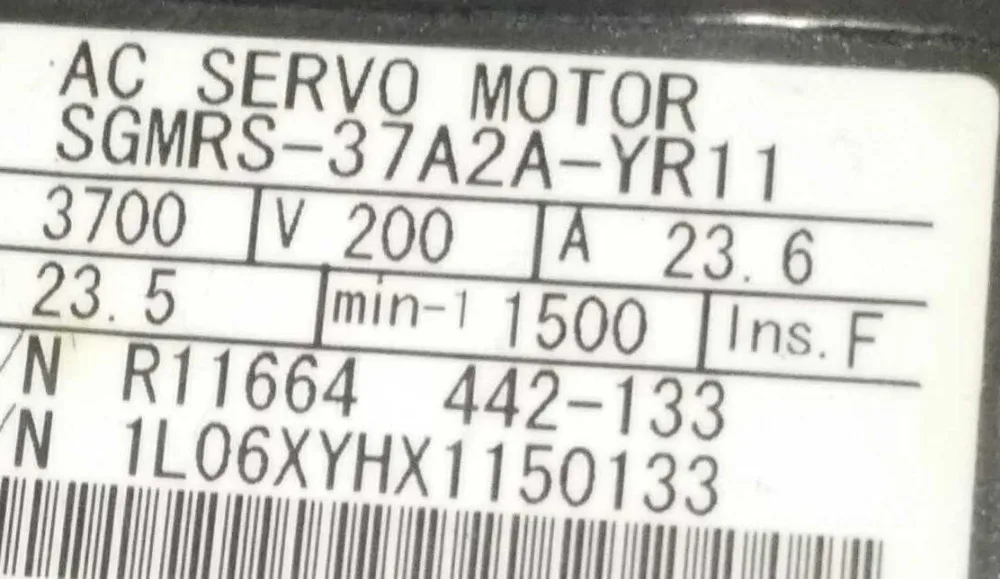 AC SERVO MOTOR
SGMRS-37A2A-YR11
3700 V 200 A 23.6
23.5 min-1 1500 Ins. F
/N R11664 442-133
/N 1L06XYHX1150133